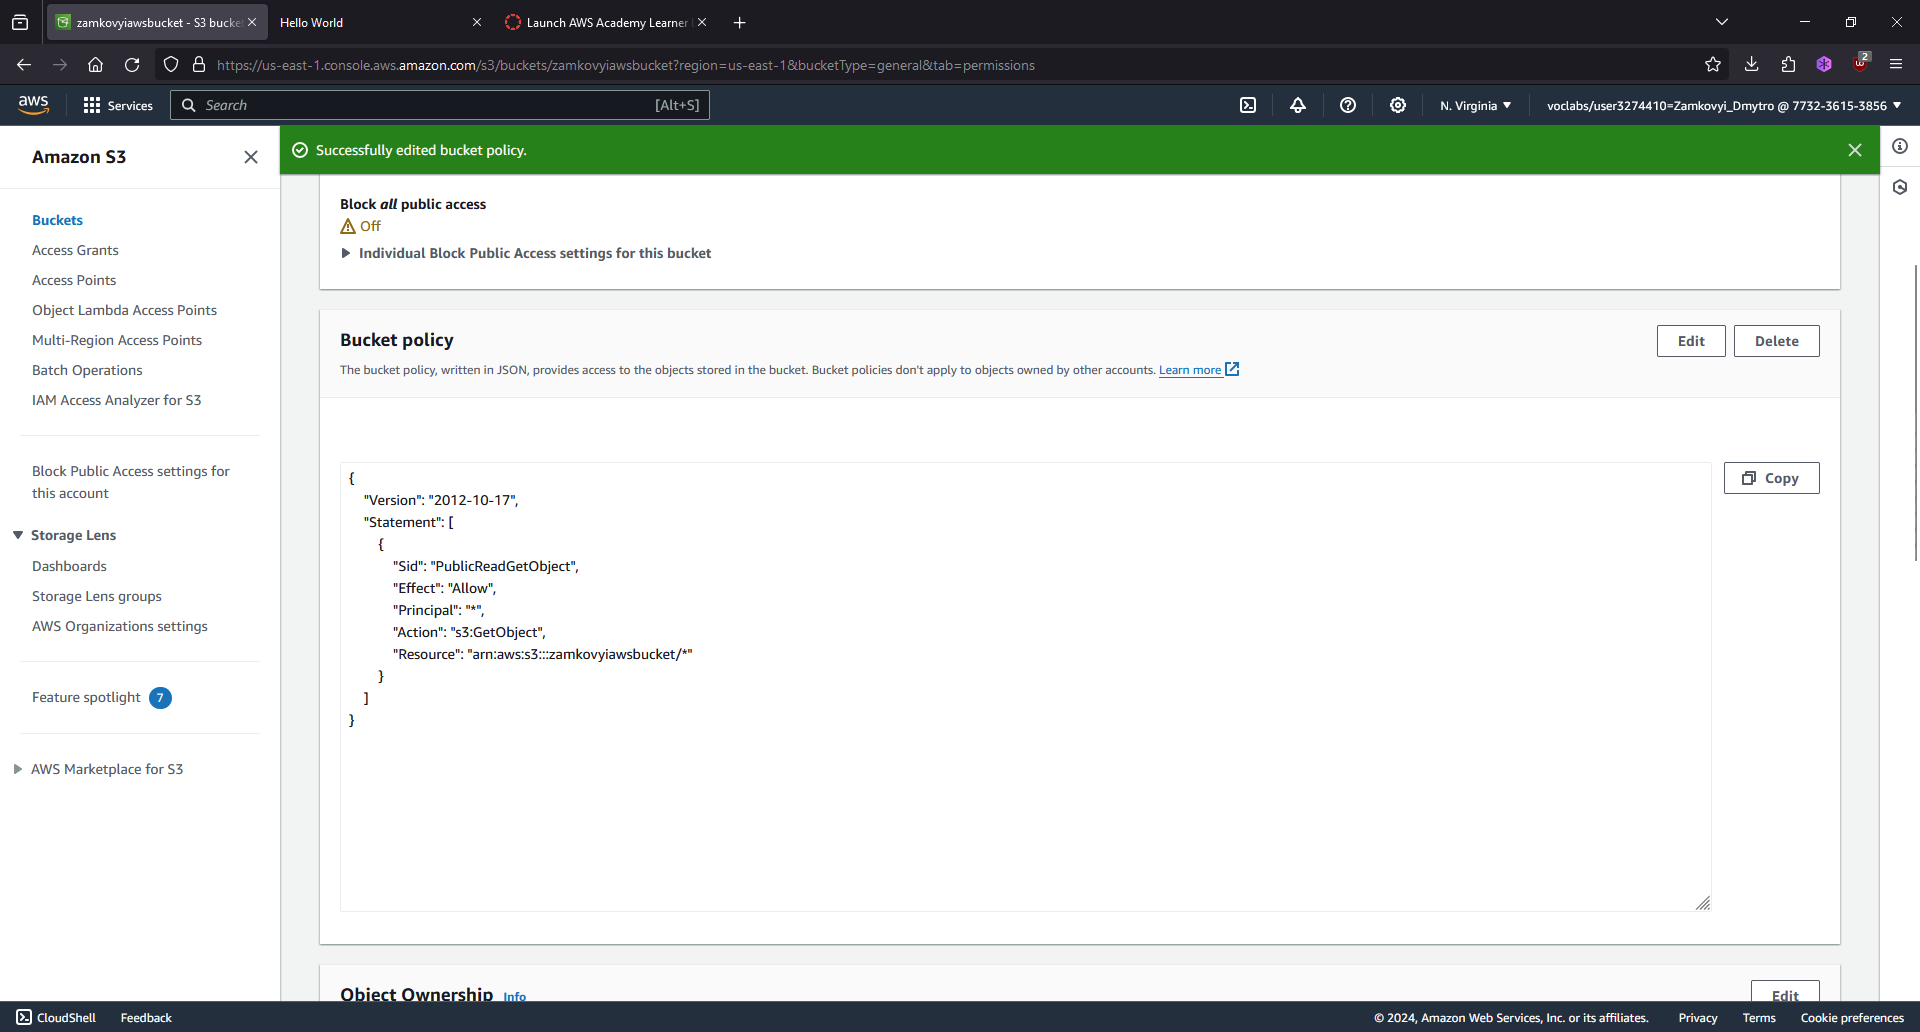 zamkovyiawsbucket - S3 bucke
Hello World
Launch AWS Academy Learner
https://us-east-1.console.aws.amazon.com/s3/buckets/zamkovyiawsbucket?region=us-east-1&bucketType=general&tab=permissions
2
aws
Services
Search
[Alt+S]
N. Virginia
voclabs/user3274410=Zamkovyi_Dmytro @ 7732-3615-3856
Amazon S3
Buckets
Access Grants
Access Points
Object Lambda Access Points
Multi-Region Access Points
Batch Operations
IAM Access Analyzer for S3
Block Public Access settings for
this account
Storage Lens
Dashboards
Storage Lens groups
AWS Organizations settings
Feature spotlight 7
AWS Marketplace for S3
Successfully edited bucket policy.
Block all public access
Off
Individual Block Public Access settings for this bucket
Bucket policy
Edit
Delete
The bucket policy, written in JSON, provides access to the objects stored in the bucket. Bucket policies don't apply to objects owned by other accounts. Learn more
Copy
{
"Version": "2012-10-17",
"Statement": [
{
"Sid": "PublicReadGetObject",
"Effect": "Allow",
"Principal": "*",
"Action": "s3:GetObject",
"Resource": "arn:aws:s3:::zamkovyiawsbucket/*"
}
]
}
Object Ownership Info
Edit
CloudShell
Feedback
© 2024, Amazon Web Services, Inc. or its affiliates.
Privacy
Terms
Cookie preferences